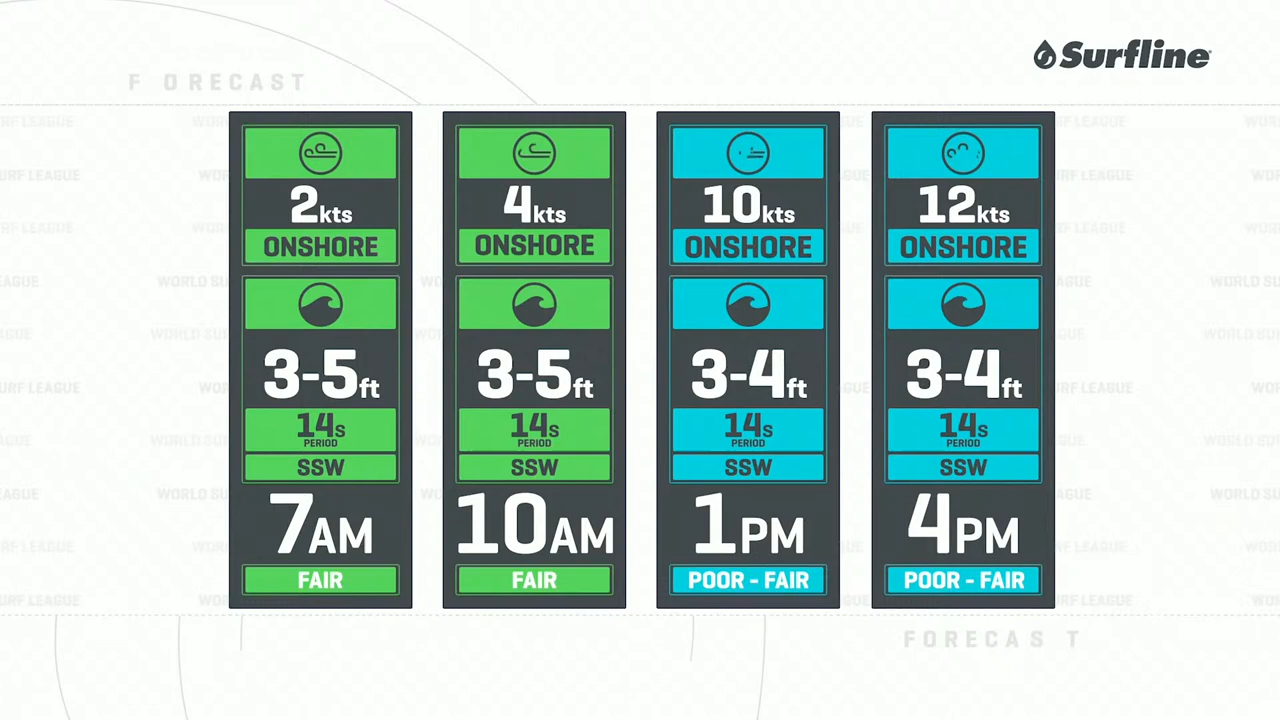 Surfline
F ORECAST
2kts
ONSHORE
3-5ft
14s
PERIOD
SSW
7AM
FAIR
4kts
ONSHORE
3-5ft
14s
PERIOD
SSW
10AM
FAIR
10kts
ONSHORE
3-4ft
14s
PERIOD
SSW
1PM
POOR - FAIR
12kts
ONSHORE
3-4ft
14s
PERIOD
SSW
4PM
POOR - FAIR
FORECAS T